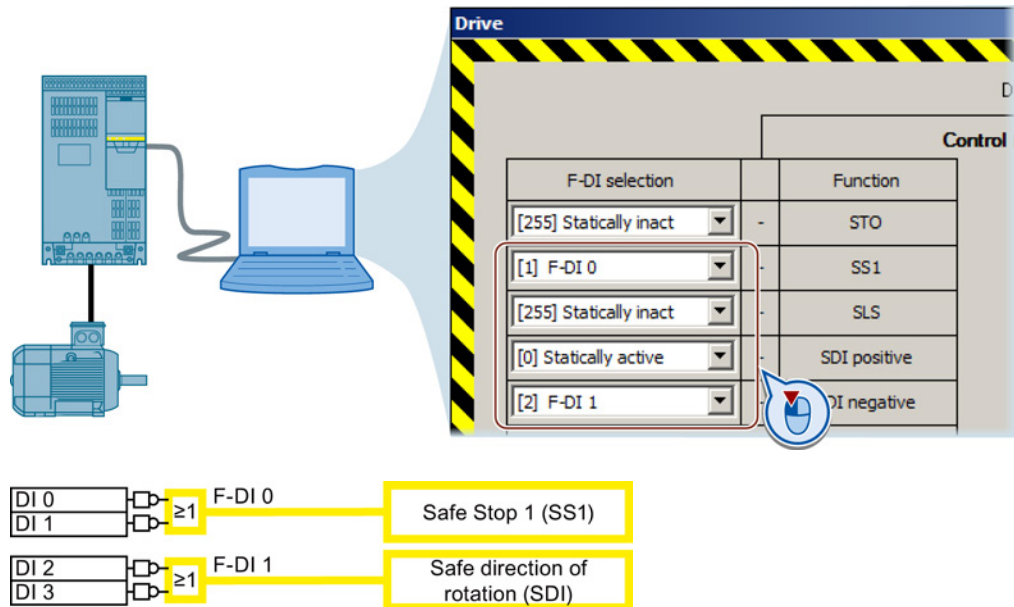 Drive
D
Control
F-DI selection
Function
[255] Statically inact
-
STO
[1] F-DI 0
-
SS1
[255] Statically inact
-
SLS
[0] Statically active
-
SDI positive
[2] F-DI 1
-
DI negative
DI 0
DI 1
≥1
F-DI 0
Safe Stop 1 (SS1)
DI 2
DI 3
≥1
F-DI 1
Safe direction of
rotation (SDI)